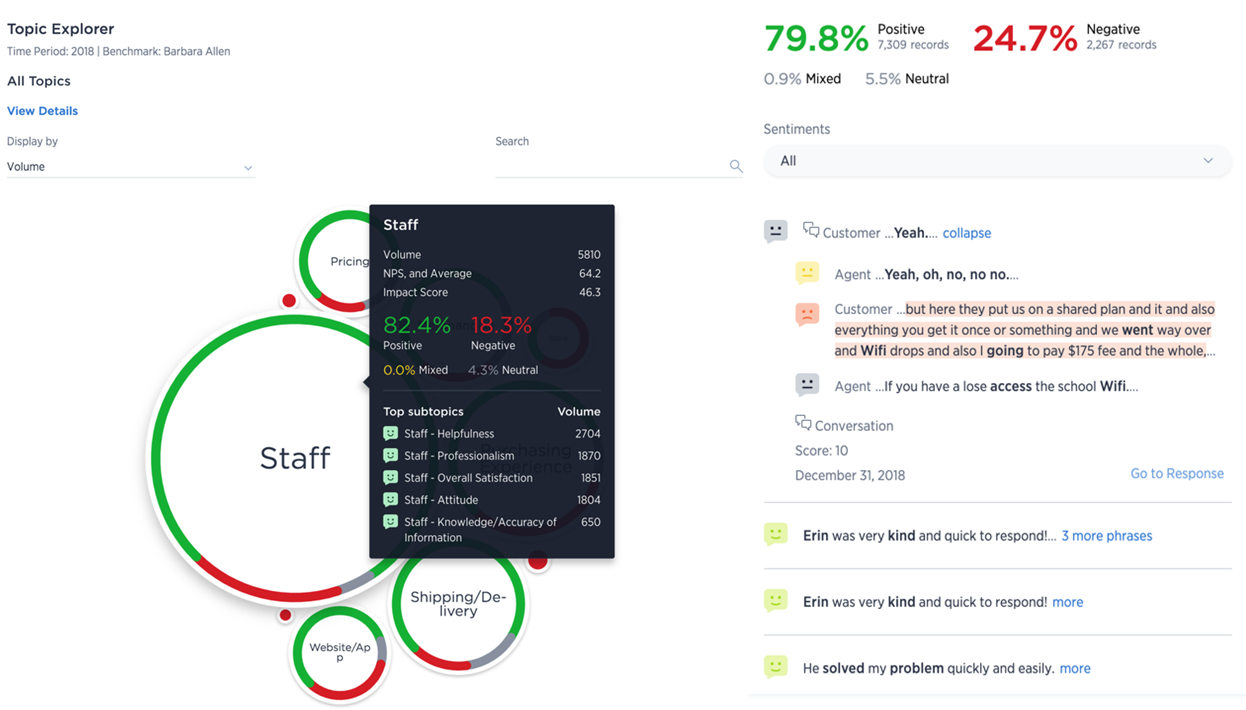 Topic Explorer
Time Period: 2018 | Benchmark: Barbara Allen
All Topics
View Details
Display by
Volume
Search
Pricing
Staff
Volume 5810
NPS, and Average 64.2
Impact Score 46.3
82.4% 18.3%
Positive Negative
0.0% Mixed 4.3% Neutral
Top subtopics Volume
Staff - Helpfulness 2704
Staff - Professionalism 1870
Staff - Overall Satisfaction 1851
Staff - Attitude 1804
Staff - Knowledge/Accuracy of 650
Information
Purchasing
Experience
Staff
Shipping/De-
livery
Website/Ap
p
79.8% Positive 24.7% Negative
7,309 records 2,267 records
0.9% Mixed 5.5% Neutral
Sentiments
All
Customer ...Yeah.... collapse
Agent ...Yeah, oh, no, no no....
Customer ...but here they put us on a shared plan and it and also
everything you get it once or something and we went way over
and Wifi drops and also I going to pay $175 fee and the whole,...
Agent ...If you have a lose access the school Wifi....
Conversation
Score: 10
December 31, 2018
Go to Response
Erin was very kind and quick to respond!... 3 more phrases
Erin was very kind and quick to respond! more
He solved my problem quickly and easily. more